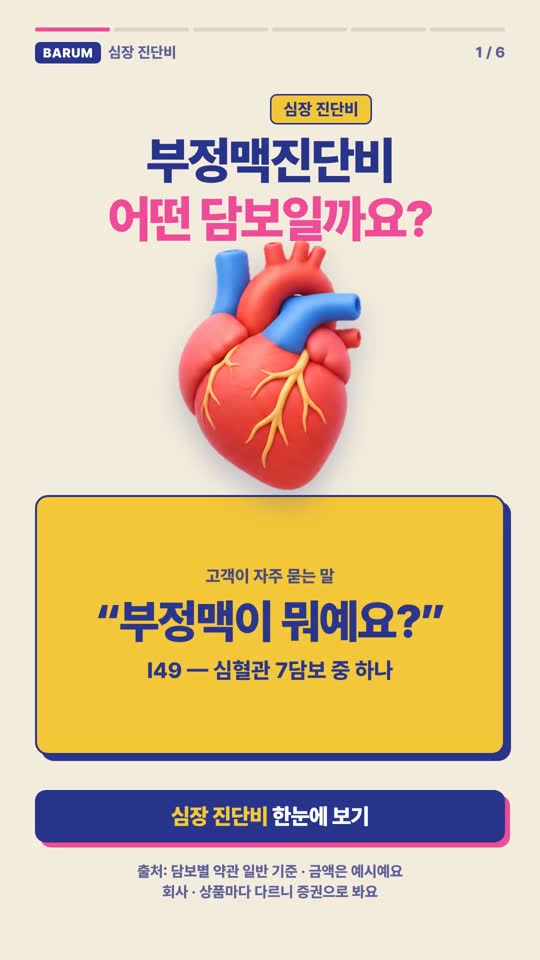 BARUM 심장 진단비 1 / 6
심장 진단비
부정맥진단비
어떤 담보일까요?
고객이 자주 묻는 말
“부정맥이 뭐예요?”
I49 — 심혈관 7담보 중 하나
심장 진단비 한눈에 보기
출처: 담보별 약관 일반 기준 · 금액은 예시예요
회사 · 상품마다 다르니 증권으로 봐요